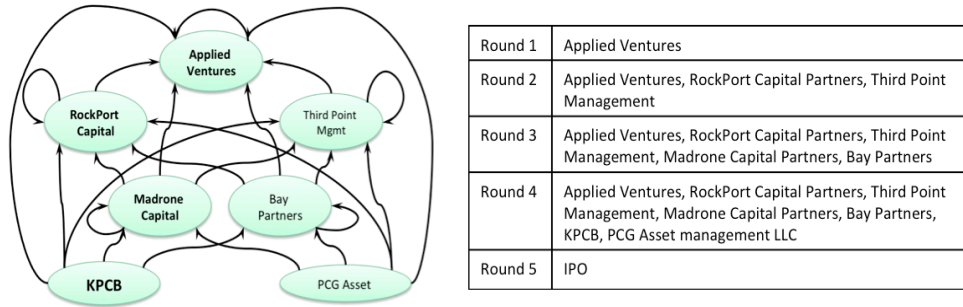 Applied
Ventures
RockPort
Capital
Third Point
Mgmt
Madrone
Capital
Bay
Partners
KPCB
PCG Asset
Round 1 Applied Ventures
Round 2 Applied Ventures, RockPort Capital Partners, Third Point
Management
Round 3 Applied Ventures, RockPort Capital Partners, Third Point
Management, Madrone Capital Partners, Bay Partners
Round 4 Applied Ventures, RockPort Capital Partners, Third Point
Management, Madrone Capital Partners, Bay Partners,
KPCB, PCG Asset management LLC
Round 5 IPO